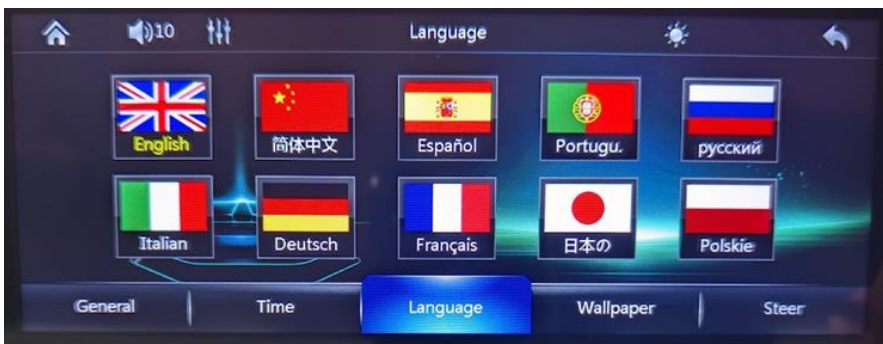 10 Language
English 简体中文 Español Portugu. русский
Italian Deutsch Français 日本の Polskie
General Time Language Wallpaper Steer